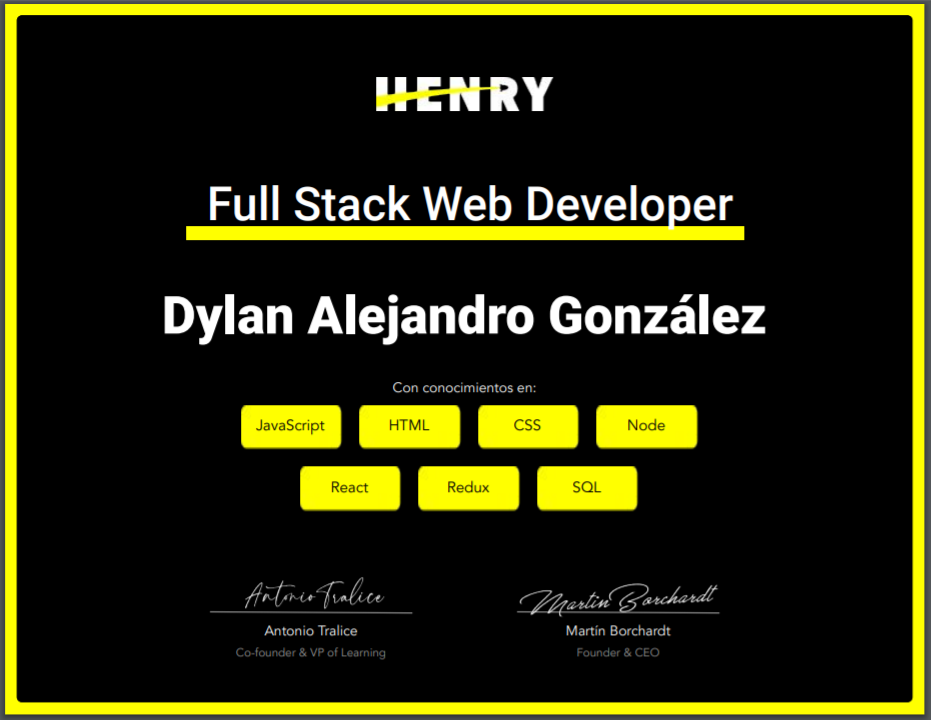 HENRY
Full Stack Web Developer
Dylan Alejandro González
Con conocimientos en:
JavaScript HTML CSS Node
React Redux SQL
Antonio Tralice Martin Borchardt
Antonio Tralice Martín Borchardt
Co-founder & VP of Learning Founder & CEO